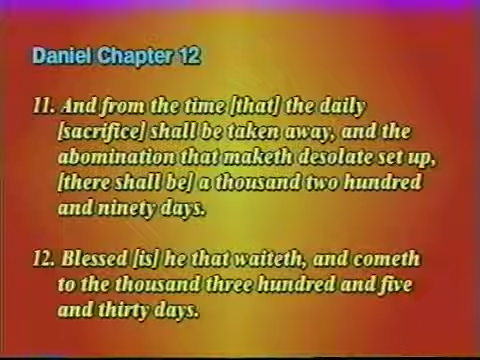 Daniel Chapter 12
11. And from the time [that] the daily
[sacrifice] shall be taken away, and the
abomination that maketh desolate set up,
[there shall be] a thousand two hundred
and ninety days.
12. Blessed [is] he that waiteth, and cometh
to the thousand three hundred and five
and thirty days.